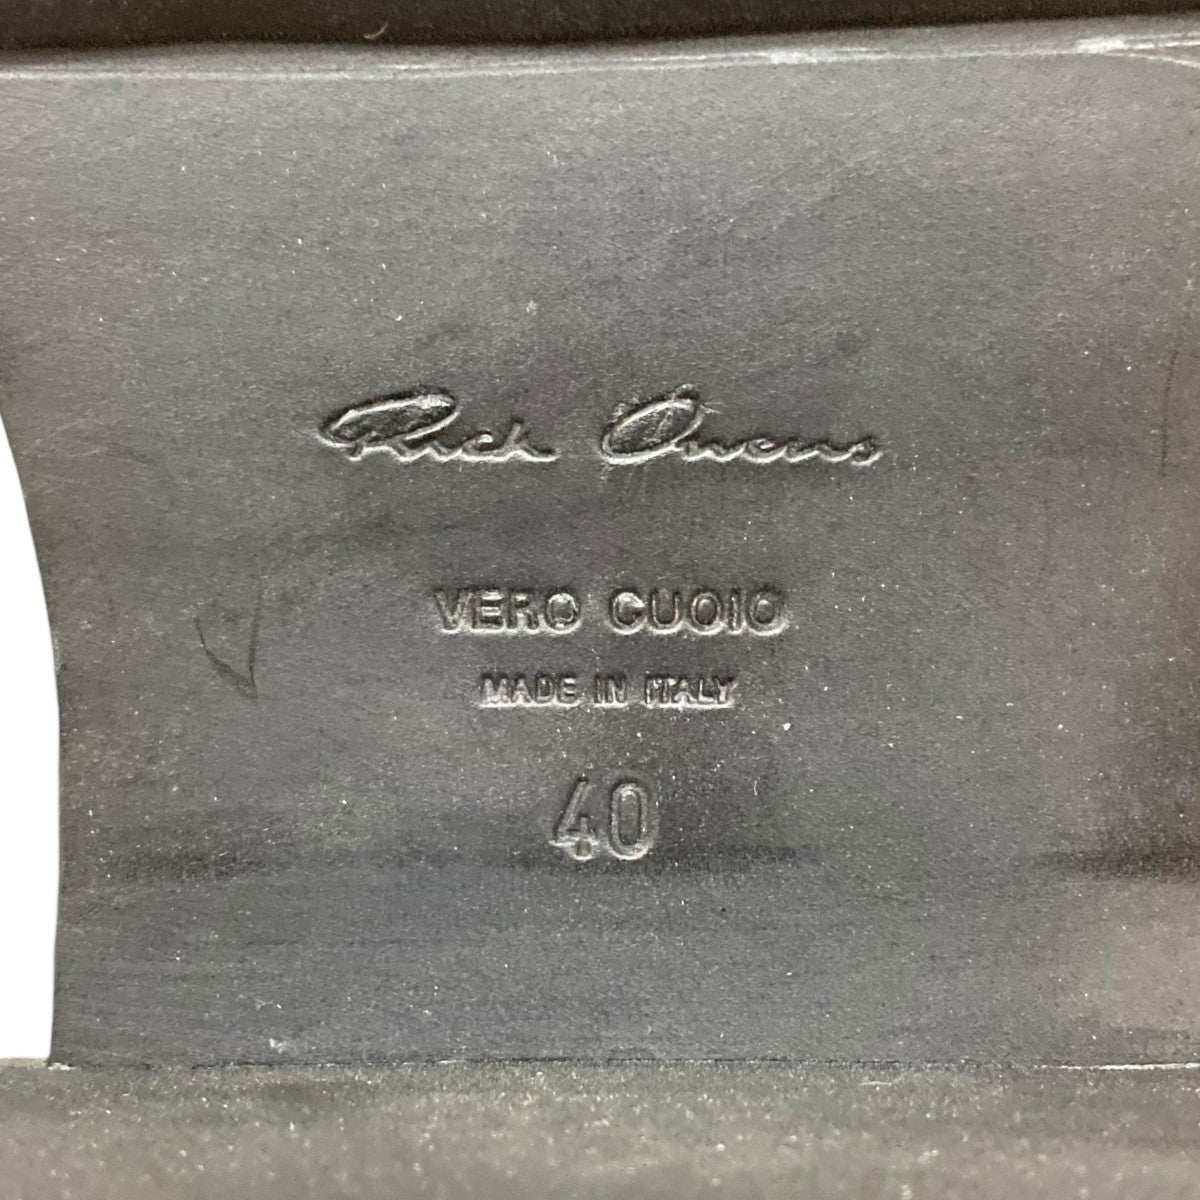 Rick Owens
VERO CUOIO
MADE IN ITALY
40